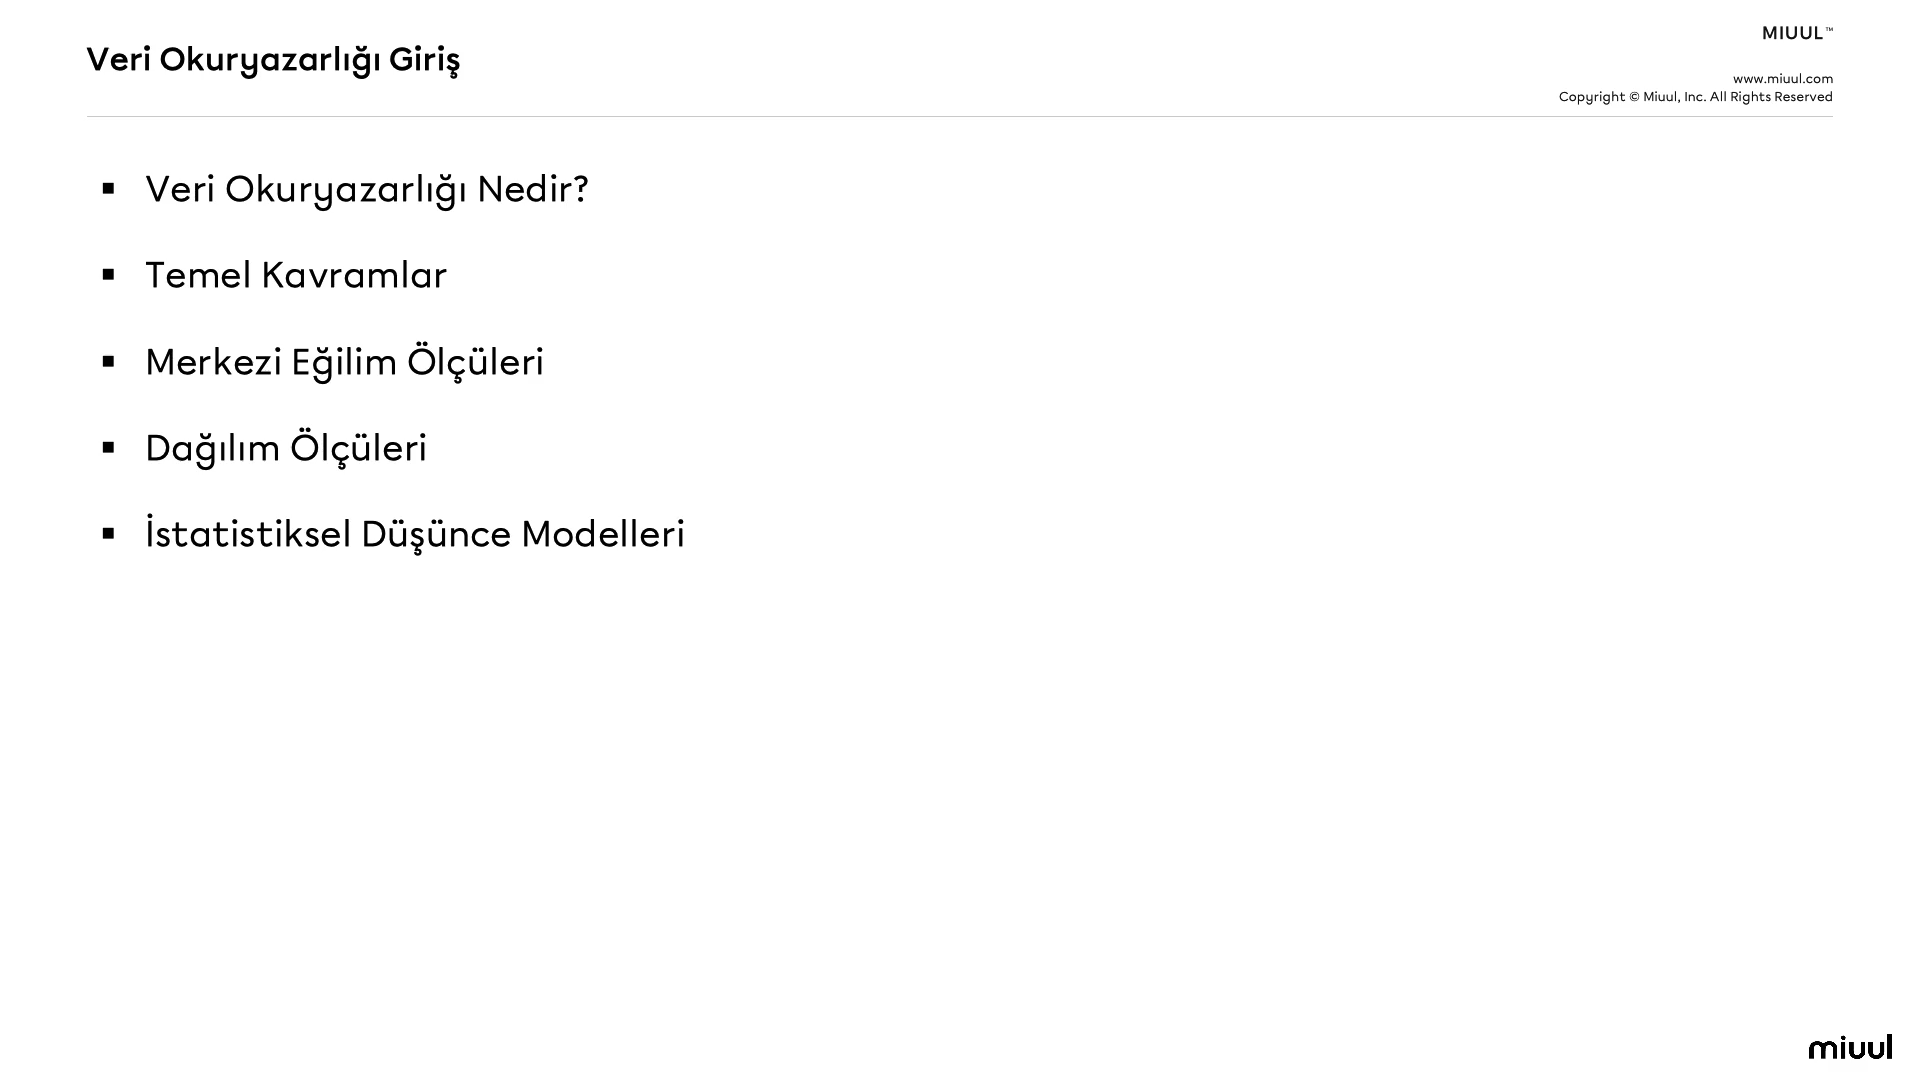 Veri Okuryazarlığı Giriş
MIUUL™
www.miuul.com
Copyright © Miuul, Inc. All Rights Reserved
▪ Veri Okuryazarlığı Nedir?
▪ Temel Kavramlar
▪ Merkezi Eğilim Ölçüleri
▪ Dağılım Ölçüleri
▪ İstatistiksel Düşünce Modelleri
miuul